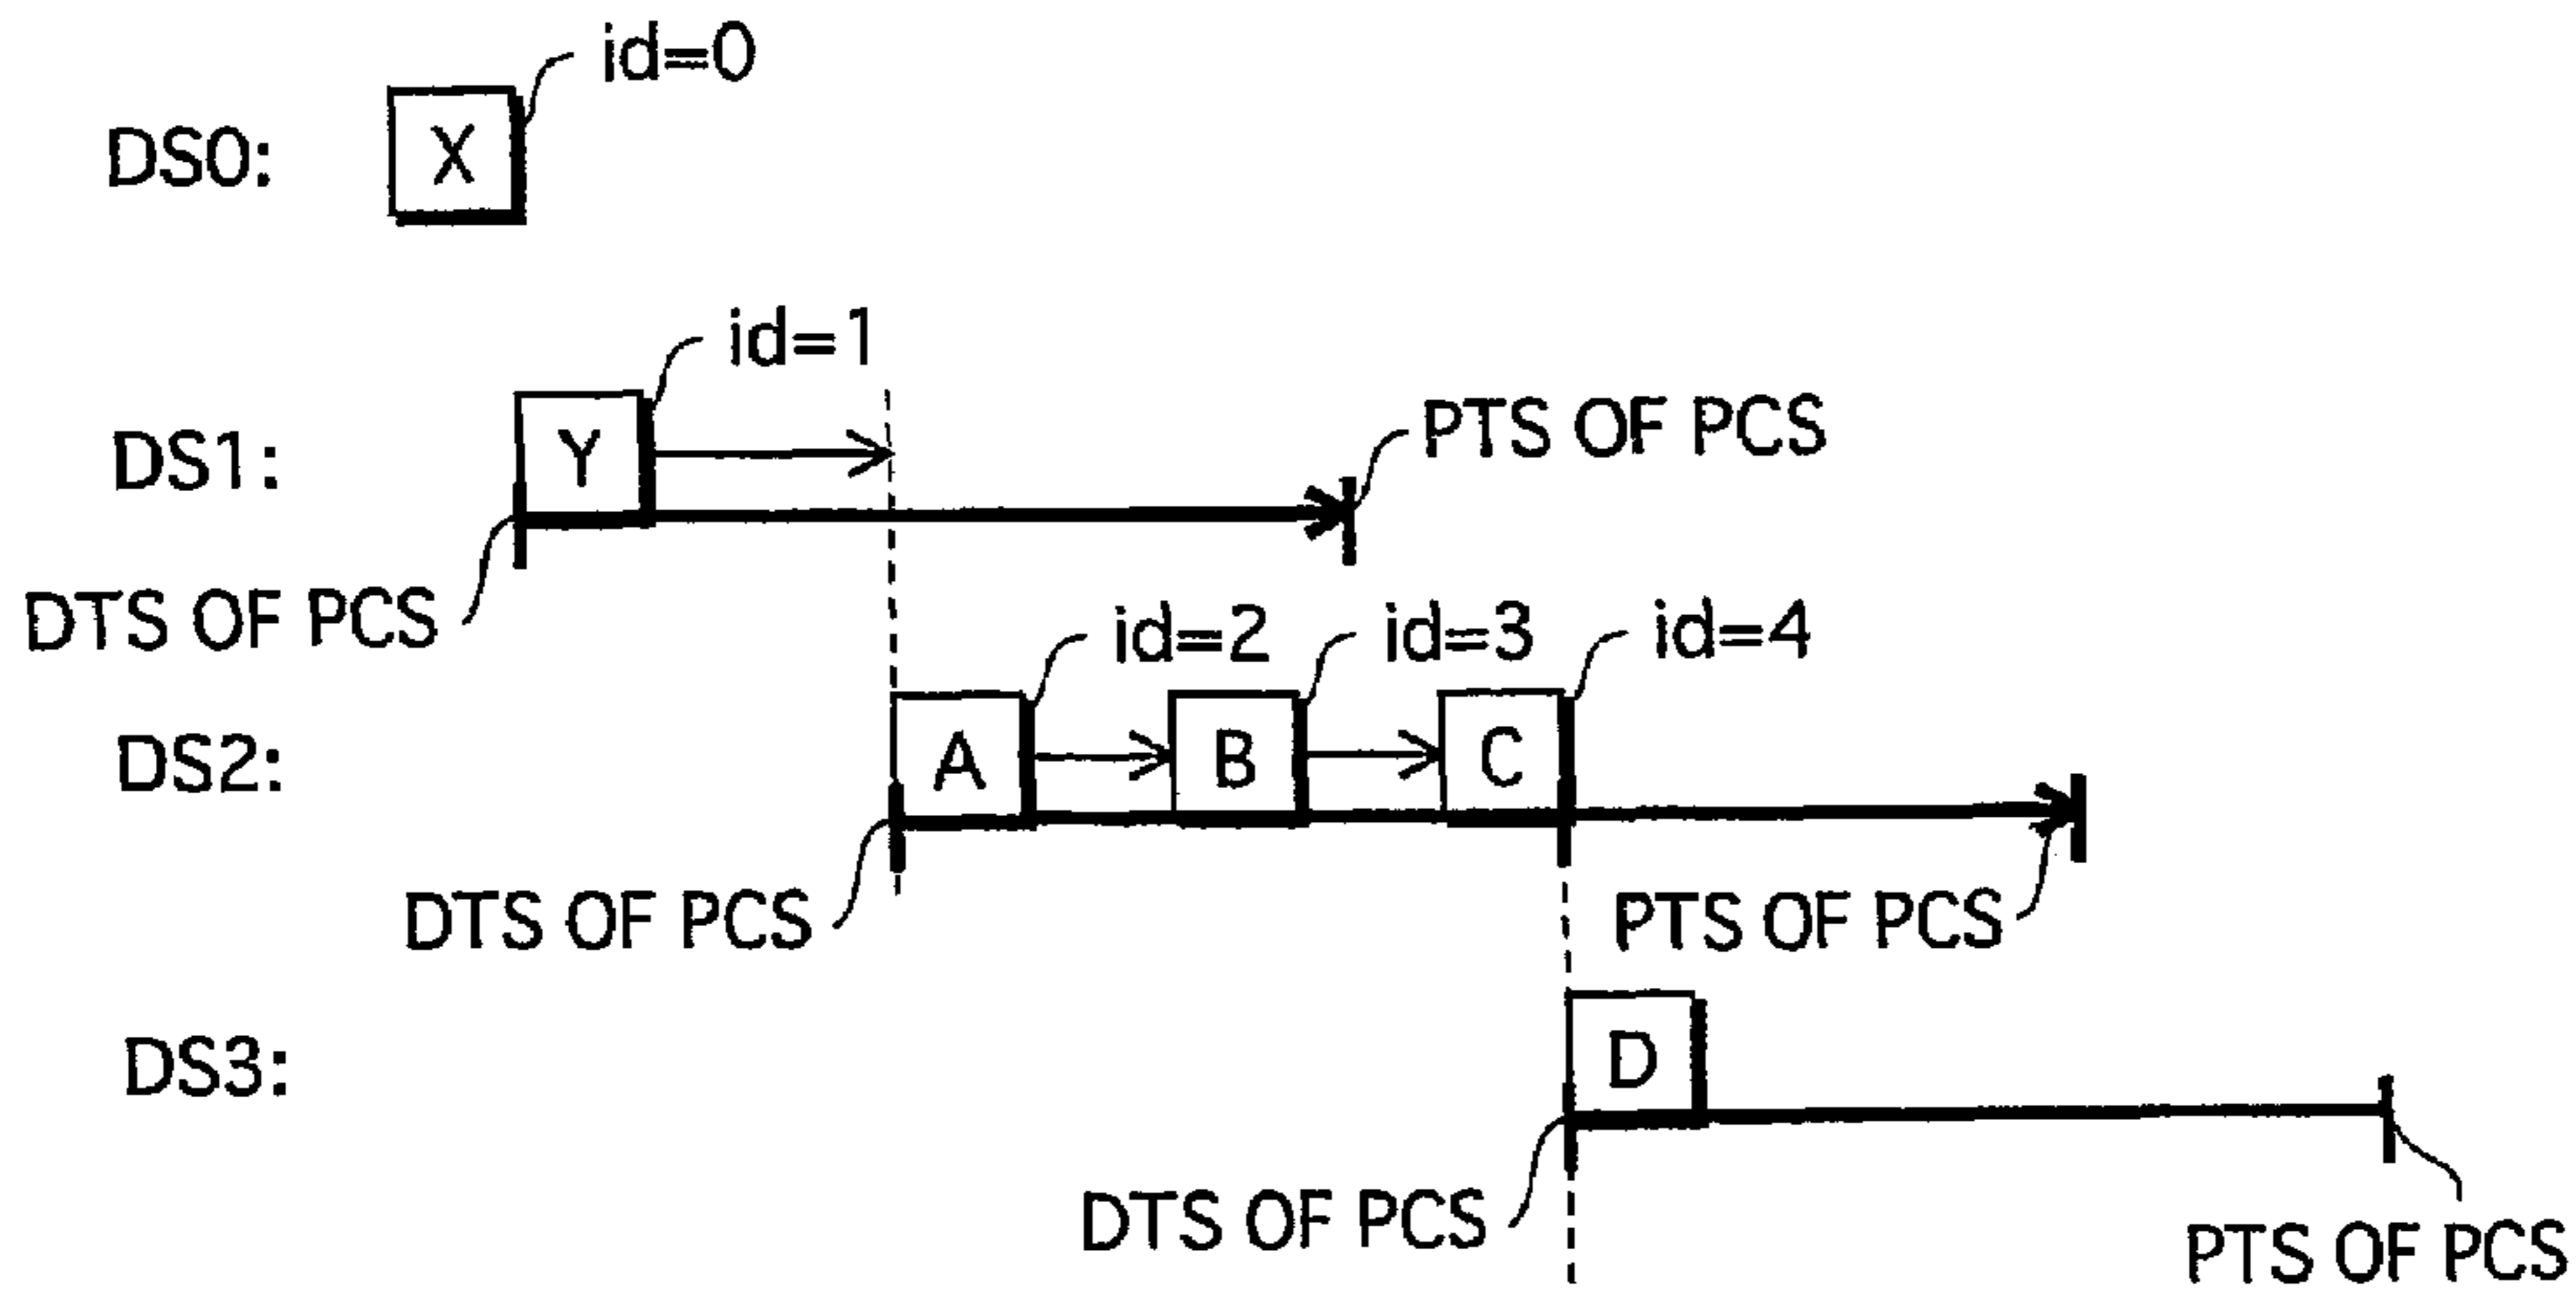 id=0
DS0:
X
id=1
DS1:
Y
PTS OF PCS
DTS OF PCS
id=2
id=3
id=4
DS2:
A
B
C
DTS OF PCS
PTS OF PCS
DS3:
D
DTS OF PCS
PTS OF PCS